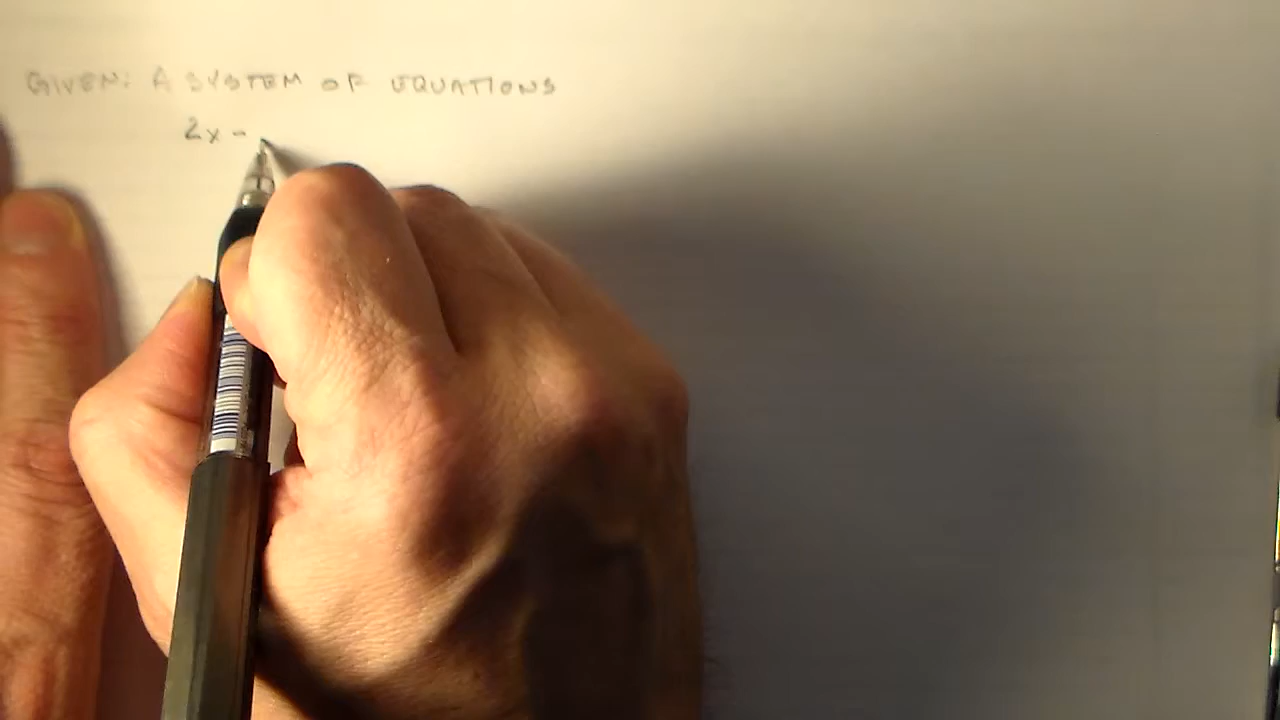 GIVEN: A SYSTEM OF EQUATIONS
2x -